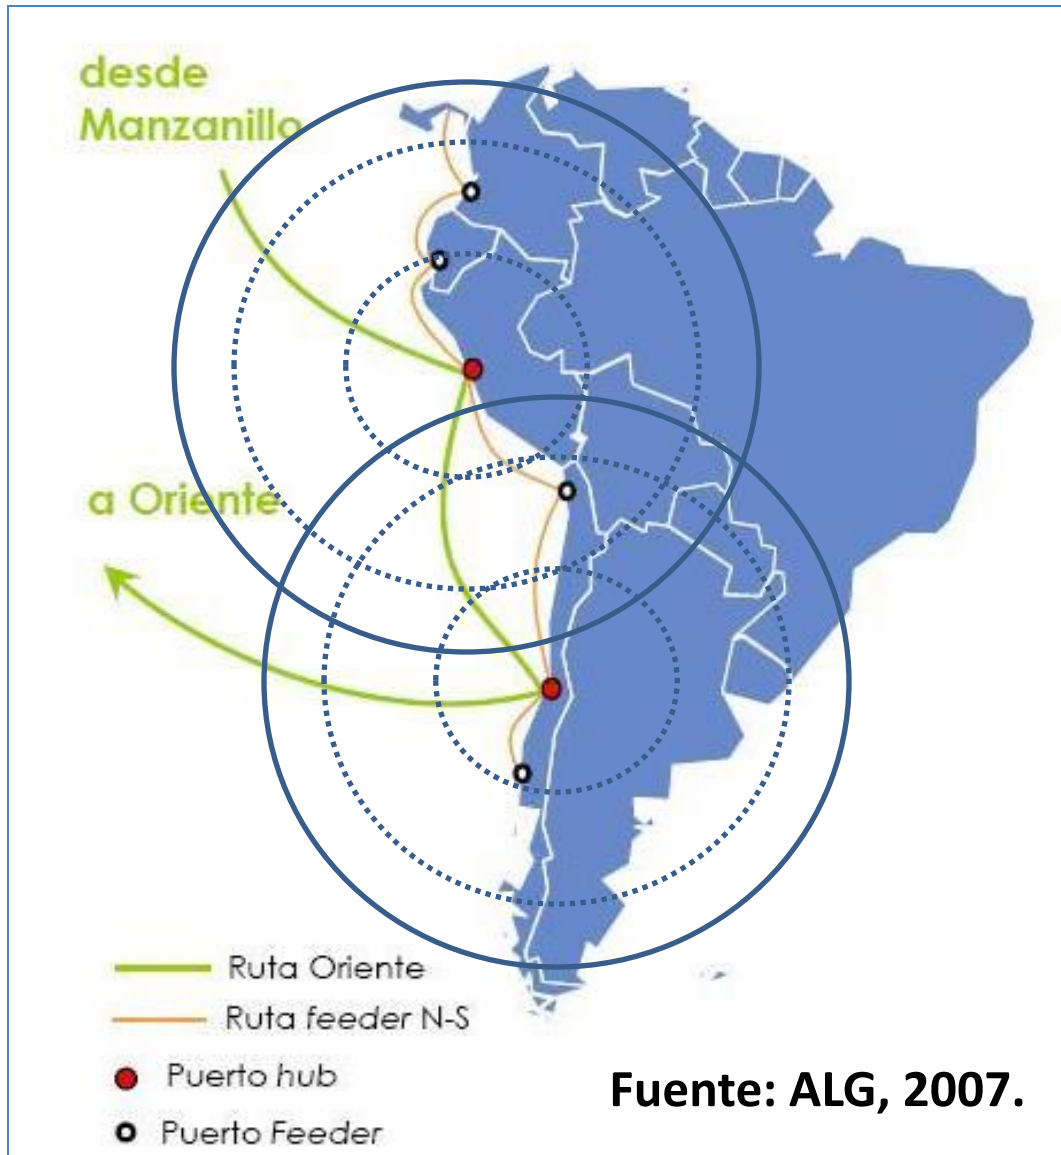 desde
Manzanillo
a Oriente
Ruta Oriente
Ruta feeder N-S
Puerto hub
Puerto Feeder
Fuente: ALG, 2007.